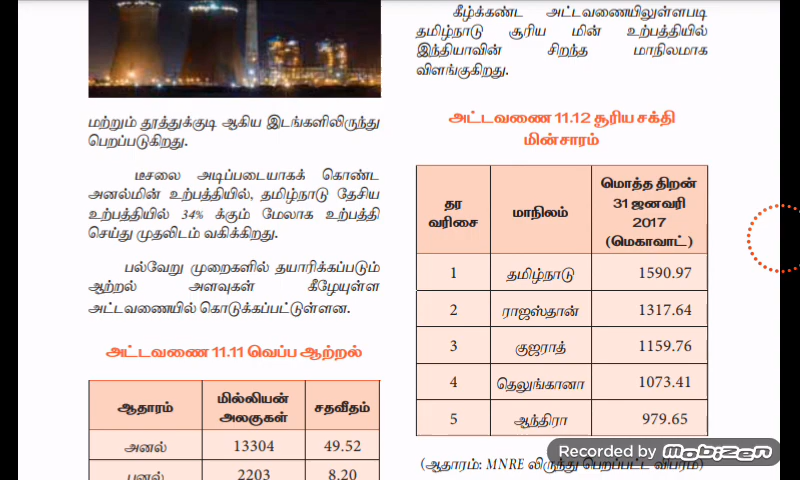 மற்றும் தூத்துக்குடி ஆகிய இடங்களிலிருந்து
பெறப்படுகிறது.
டீசலை அடிப்படையாகக் கொண்ட
அனல்மின் உற்பத்தியில், தமிழ்நாடு தேசிய
உற்பத்தியில் 34% க்கும் மேலாக உற்பத்தி
செய்து முதலிடம் வகிக்கிறது.
பல்வேறு முறைகளில் தயாரிக்கப்படும்
ஆற்றல் அளவுகள் கீழேயுள்ள
அட்டவணையில் கொடுக்கப்பட்டுள்ளன.
அட்டவணை 11.11 வெப்ப ஆற்றல்
ஆதாரம் மில்லியன் அலகுகள் சதவீதம்
அனல் 13304 49.52
புனல் 2203 8.20
கீழ்க்கண்ட அட்டவணையிலுள்ளபடி
தமிழ்நாடு சூரிய மின் உற்பத்தியில்
இந்தியாவின் சிறந்த மாநிலமாக
விளங்குகிறது.
அட்டவணை 11.12 சூரிய சக்தி
மின்சாரம்
தர வரிசை மாநிலம் மொத்த திறன் 31 ஜனவரி 2017 (மெகாவாட்)
1 தமிழ்நாடு 1590.97
2 ராஜஸ்தான் 1317.64
3 குஜராத் 1159.76
4 தெலுங்கானா 1073.41
5 ஆந்திரா 979.65
(ஆதாரம்: MNRE லிருந்து பெறப்பட்ட விபரம்)
Recorded by MOBIZEN